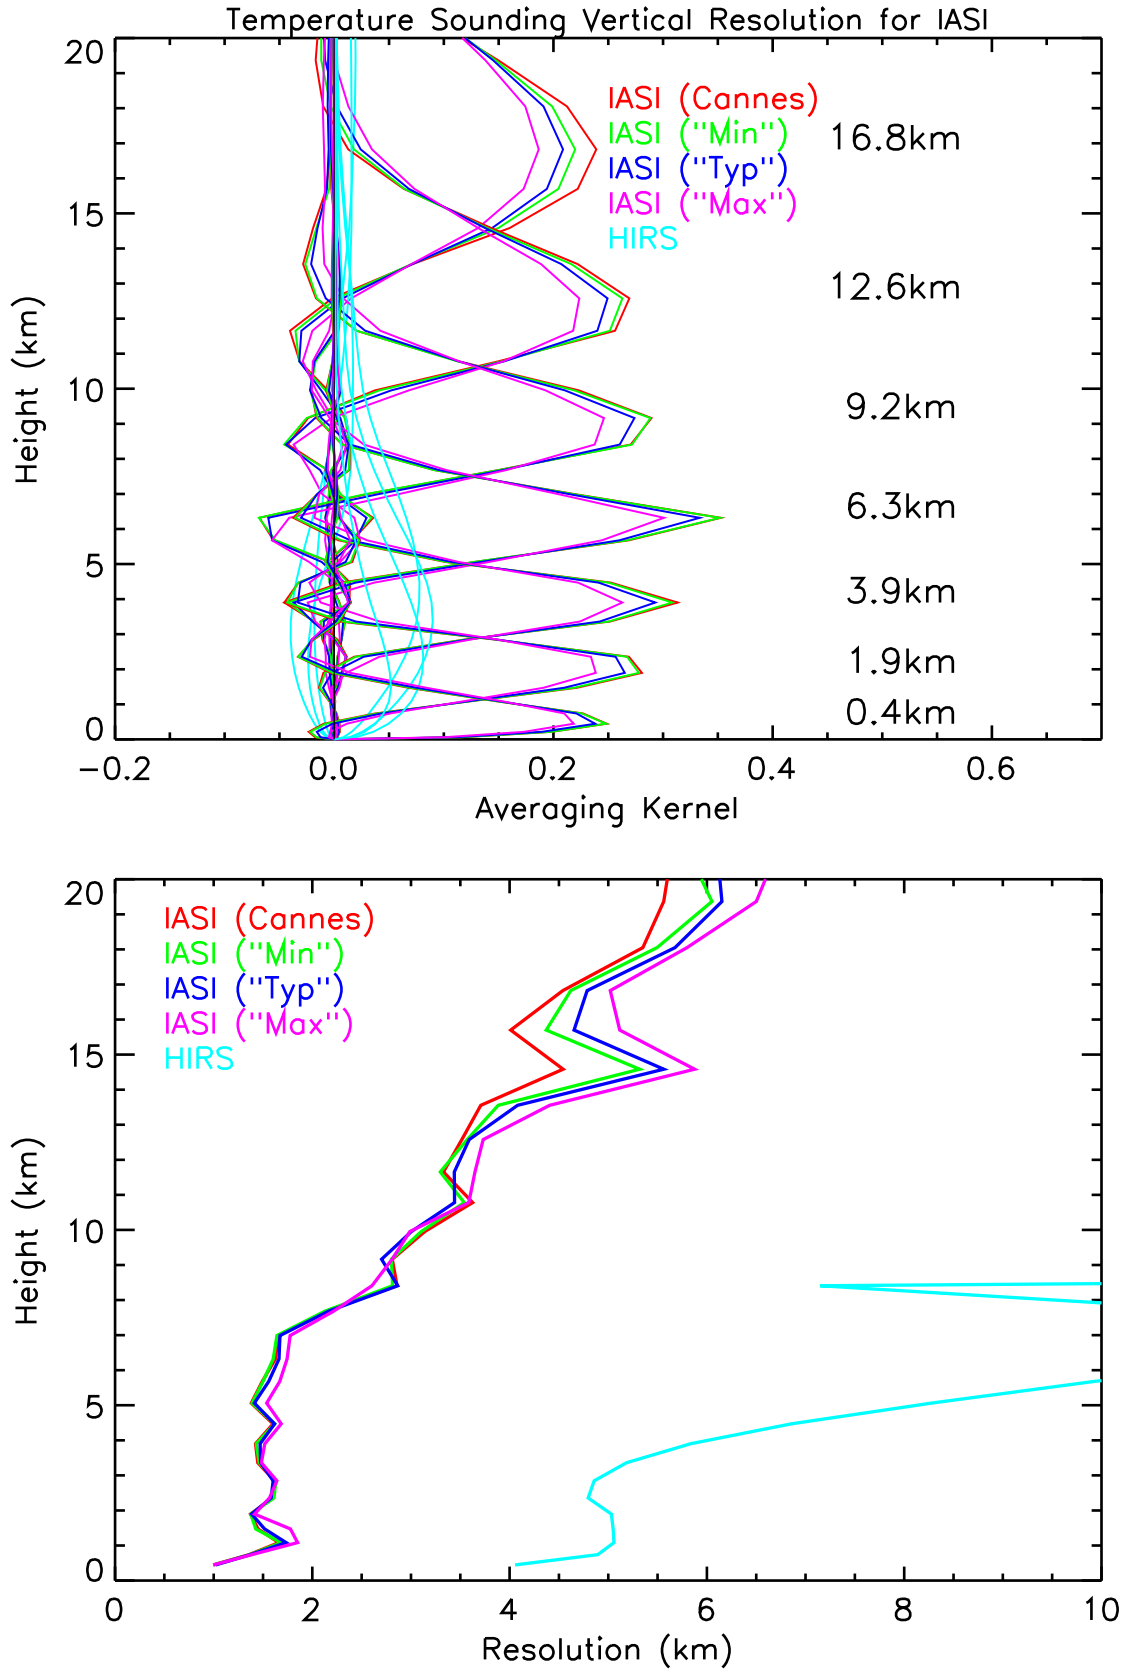 Temperature Sounding Vertical Resolution for IASI
20
15
10
5
0
Height (km)
IASI (Cannes)
IASI ("Min")
IASI ("Typ")
IASI ("Max")
HIRS
16.8km
12.6km
9.2km
6.3km
3.9km
1.9km
0.4km
-0.2 0.0 0.2 0.4 0.6
Averaging Kernel
20
15
10
5
0
Height (km)
IASI (Cannes)
IASI ("Min")
IASI ("Typ")
IASI ("Max")
HIRS
0 2 4 6 8 10
Resolution (km)